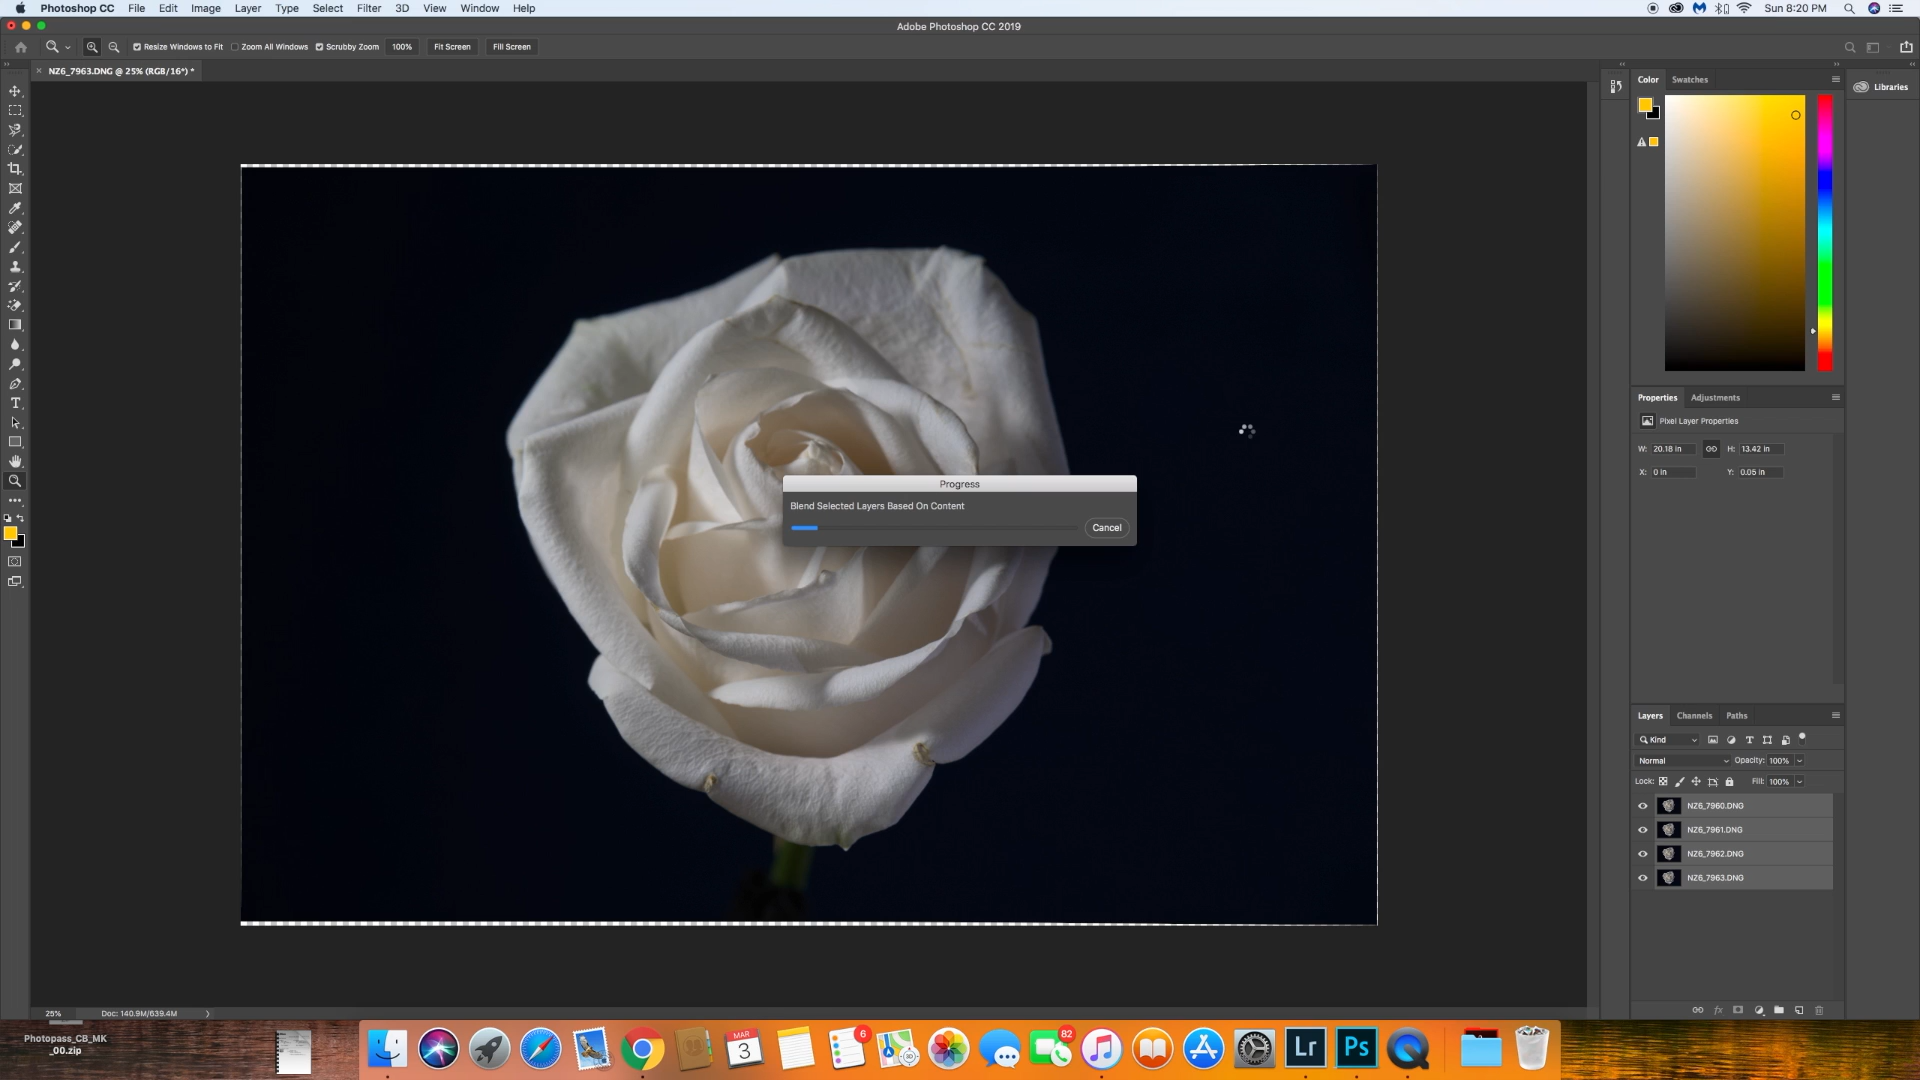 Photoshop CC File Edit Image Layer Type Select Filter 3D View Window Help Sun 8:20 PM
Adobe Photoshop CC 2019
Resize Windows to Fit Zoom All Windows Scrubby Zoom 100% Fit Screen Fill Screen
NZ6_7963.DNG @ 25% (RGB/16*) *
Color Swatches
Libraries
Properties Adjustments
Pixel Layer Properties
W: 20.18 in H: 13.42 in
X: 0 in Y: 0.05 in
Progress
Blend Selected Layers Based On Content
Cancel
Layers Channels Paths
Kind
Normal Opacity: 100%
Lock: Fill: 100%
NZ6_7960.DNG
NZ6_7961.DNG
NZ6_7962.DNG
NZ6_7963.DNG
25% Doc: 140.9M/639.4M
Photopass_CB_MK
_00.zip
MAR
3
6
3D
82
Lr
Ps